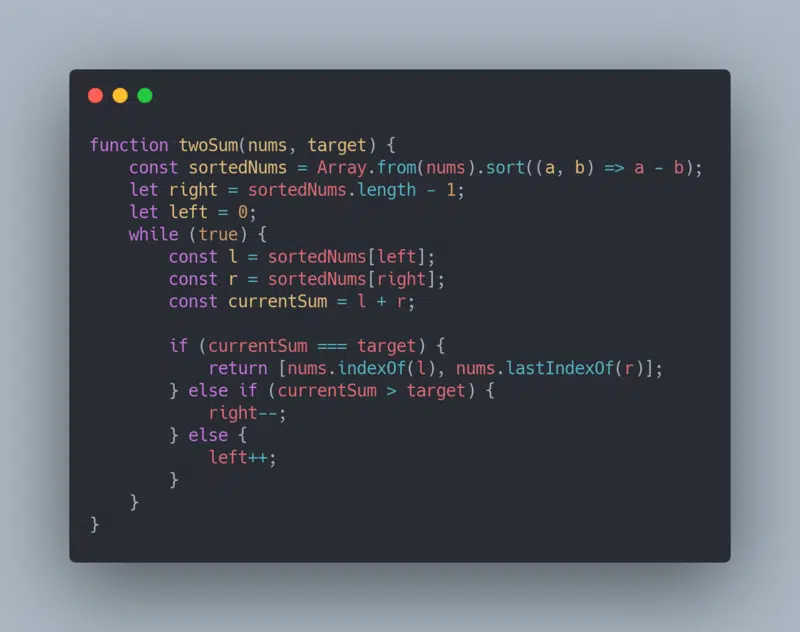 function twoSum(nums, target) {
    const sortedNums = Array.from(nums).sort((a, b) => a - b);
    let right = sortedNums.length - 1;
    let left = 0;
    while (true) {
        const l = sortedNums[left];
        const r = sortedNums[right];
        const currentSum = l + r;

        if (currentSum === target) {
            return [nums.indexOf(l), nums.lastIndexOf(r)];
        } else if (currentSum > target) {
            right--;
        } else {
            left++;
        }
    }
}